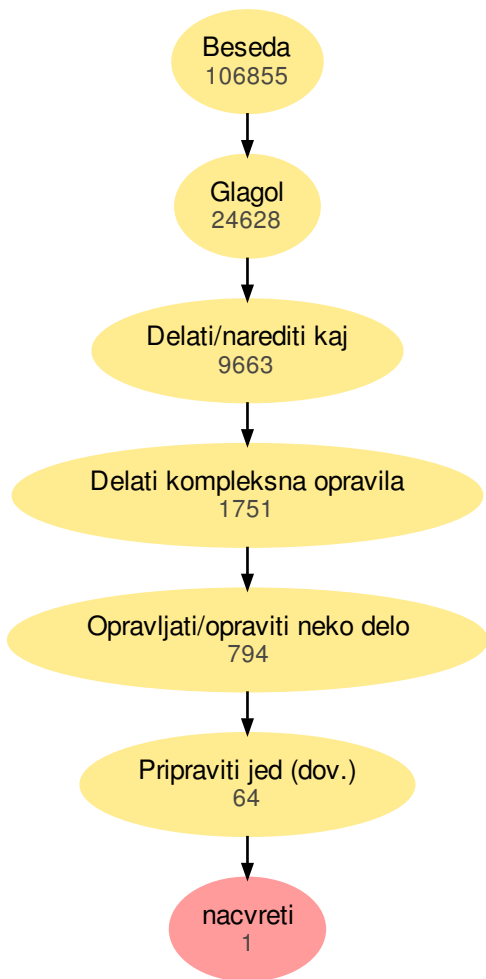 Beseda
106855
Glagol
24628
Delati/narediti kaj
9663
Delati kompleksna opravila
1751
Opravljati/opraviti neko delo
794
Pripraviti jed (dov.)
64
nacvreti
1